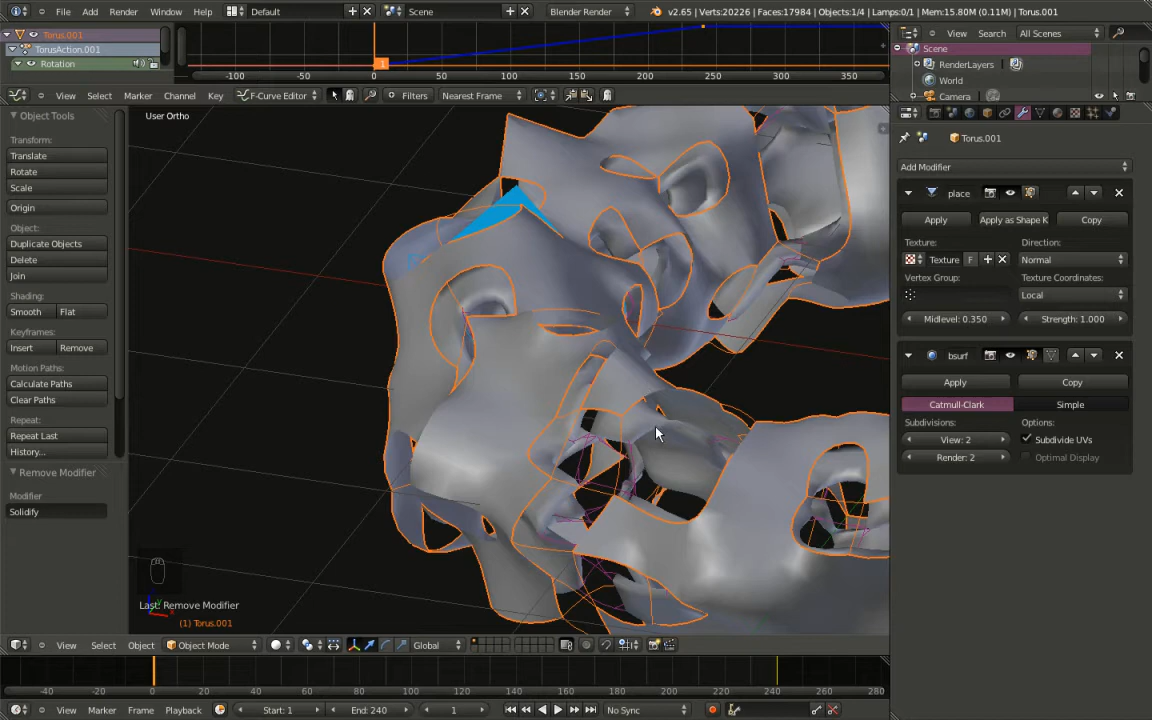 File Add Render Window Help Default Scene Blender Render v2.65 | Verts:20226 | Faces:17984 | Objects:1/4 | Lamps:0/1 | Mem:15.80M (0.11M) | Torus.001
Torus.001
TorusAction.001
Rotation
1
-100 -50 0 50 100 150 200 250 300 350
View Select Marker Channel Key F-Curve Editor Filters Nearest Frame
View Search All Scenes
Scene
RenderLayers
World
Camera
Torus.001
Add Modifier
place
Apply Apply as Shape K Copy
Texture: Direction:
Texture F Normal
Vertex Group: Texture Coordinates:
Local
Midlevel: 0.350 Strength: 1.000
bsurf
Apply Copy
Catmull-Clark Simple
Subdivisions: Options:
View: 2 Subdivide UVs
Render: 2 Optimal Display
Object Tools
Transform:
Translate
Rotate
Scale
Origin
Object:
Duplicate Objects
Delete
Join
Shading:
Smooth Flat
Keyframes:
Insert Remove
Motion Paths:
Calculate Paths
Clear Paths
Repeat:
Repeat Last
History...
Remove Modifier
Modifier
Solidify
User Ortho
Last: Remove Modifier
(1) Torus.001
View Select Object Object Mode Global
-40 -20 0 20 40 60 80 100 120 140 160 180 200 220 240 260 280
View Marker Frame Playback Start: 1 End: 240 1 No Sync